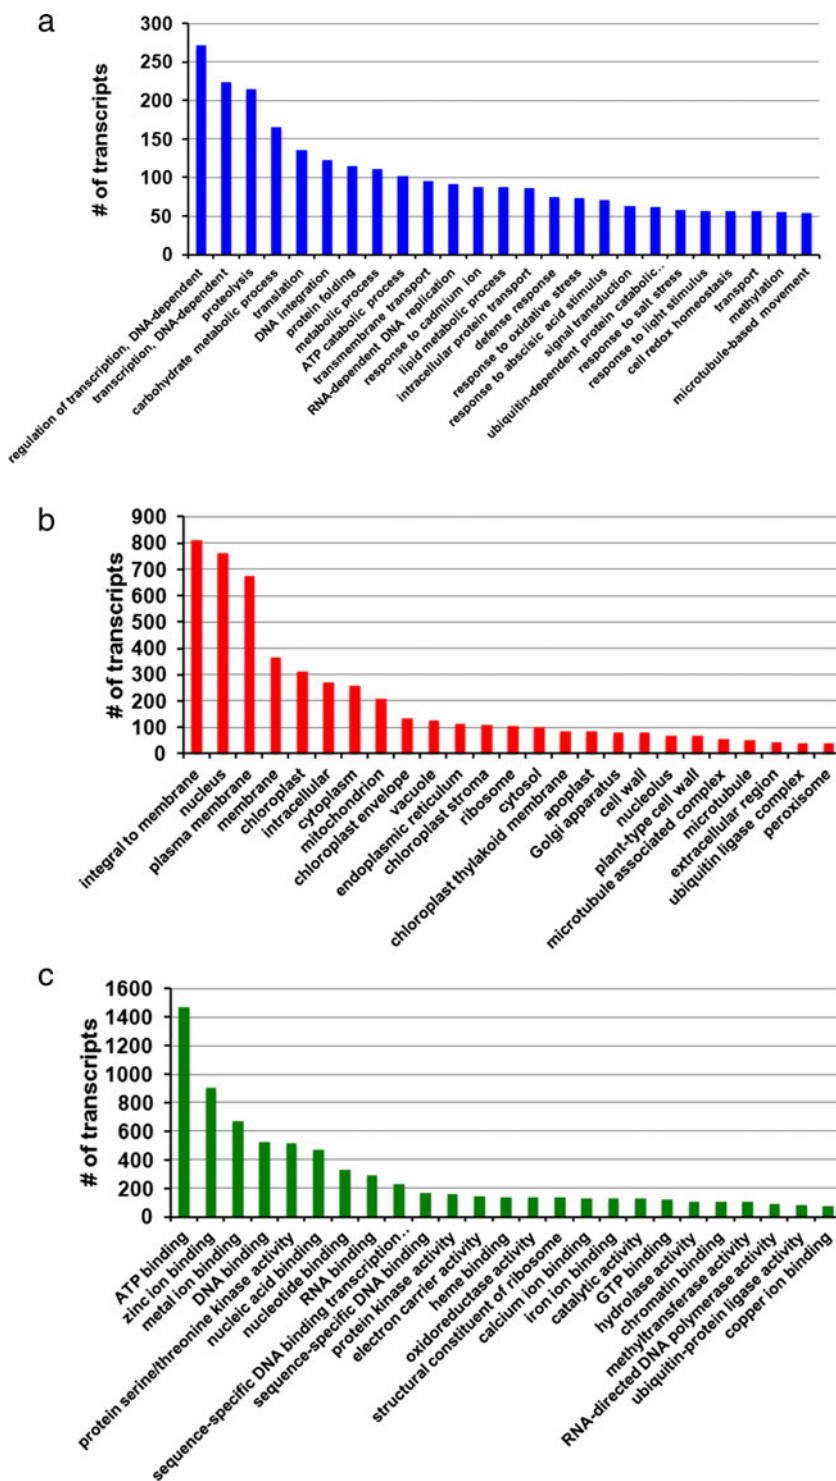 a
# of transcripts
300
250
200
150
100
50
0
regulation of transcription, DNA-dependent
transcription, DNA-dependent
proteolysis
carbohydrate metabolic process
translation
DNA integration
protein folding
metabolic process
ATP catabolic process
transmembrane transport
RNA-dependent DNA replication
response to cadmium ion
lipid metabolic process
intracellular protein transport
defense response
response to oxidative stress
response to abscisic acid stimulus
signal transduction
ubiquitin-dependent protein catabolic..
response to salt stress
response to light stimulus
cell redox homeostasis
transport
methylation
microtubule-based movement
b
# of transcripts
900
800
700
600
500
400
300
200
100
0
integral to membrane
nucleus
plasma membrane
membrane
chloroplast
intracellular
cytoplasm
mitochondrion
chloroplast envelope
vacuole
endoplasmic reticulum
chloroplast stroma
ribosome
cytosol
chloroplast thylakoid membrane
apoplast
Golgi apparatus
cell wall
nucleolus
plant-type cell wall
microtubule associated complex
microtubule
extracellular region
ubiquitin ligase complex
peroxisome
c
# of transcripts
1600
1400
1200
1000
800
600
400
200
0
ATP binding
zinc ion binding
metal ion binding
DNA binding
protein serine/threonine kinase activity
nucleic acid binding
nucleotide binding
RNA binding
sequence-specific DNA binding transcription..
sequence-specific DNA binding
protein kinase activity
electron carrier activity
heme binding
oxidoreductase activity
structural constituent of ribosome
calcium ion binding
iron ion binding
catalytic activity
GTP binding
hydrolase activity
chromatin binding
methyltransferase activity
RNA-directed DNA polymerase activity
ubiquitin-protein ligase activity
copper ion binding